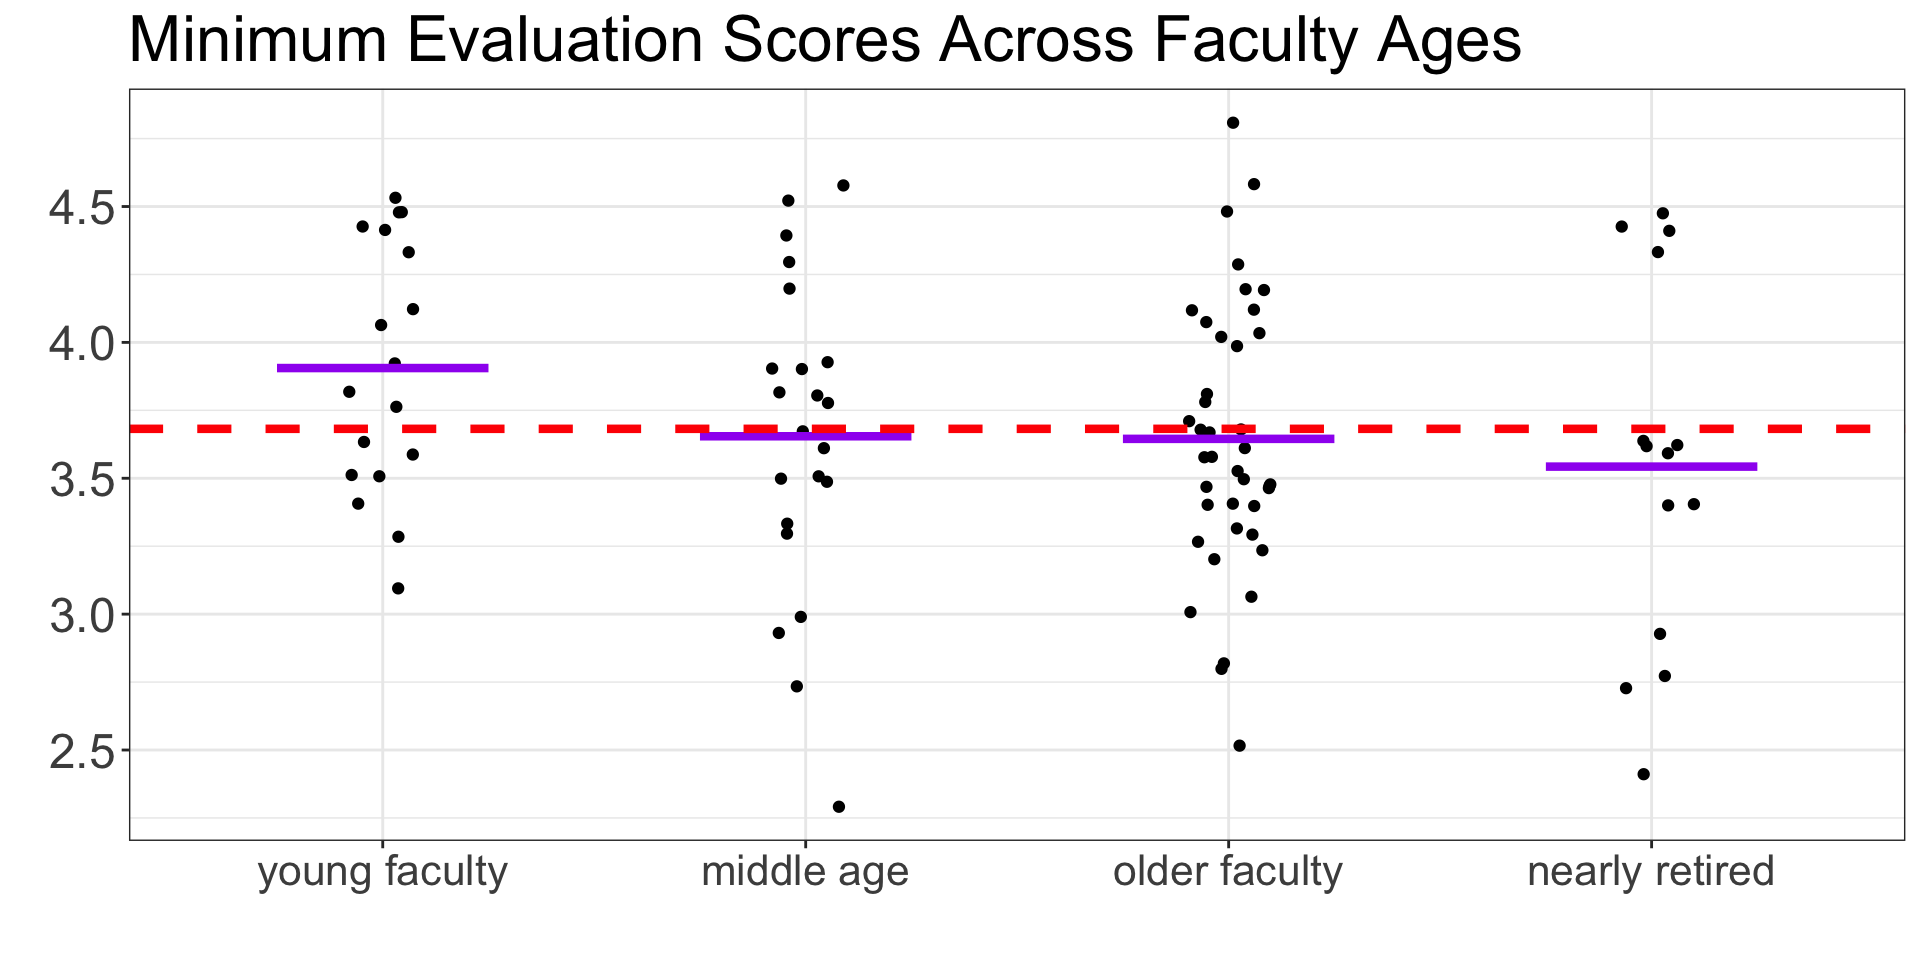 Minimum Evaluation Scores Across Faculty Ages
4.5
4.0
3.5
3.0
2.5
young faculty
middle age
older faculty
nearly retired